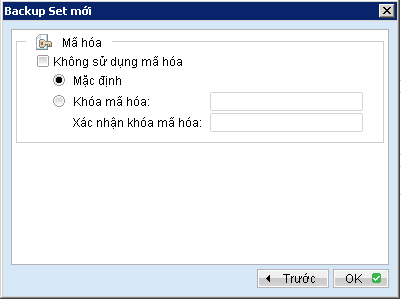 Backup Set mới
Mã hóa
Không sử dụng mã hóa
Mặc định
Khóa mã hóa:
Xác nhận khóa mã hóa:
Trước OK